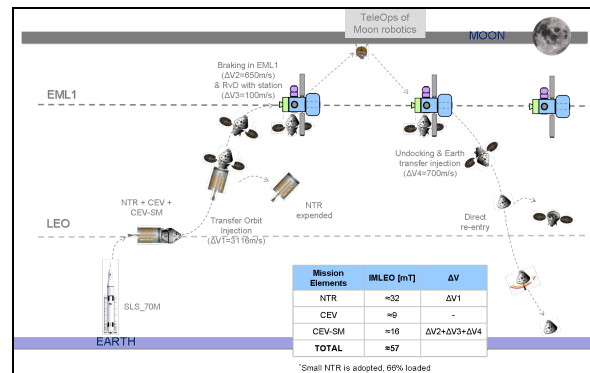 TeleOps of
Moon robotics
MOON
Braking in EML1
(ΔV2=650m/s)
& RvD with station
(ΔV3=100m/s)
EML1
Undocking & Earth
transfer injection
(ΔV4=700m/s)
NTR + CEV +
CEV-SM
NTR
expended
Transfer Orbit
Injection
(ΔV1=3116m/s)
Direct
re-entry
LEO
SLS_70M
EARTH
Mission Elements IMLEO [mT] ΔV
NTR ≈32 ΔV1
CEV ≈9 -
CEV-SM ≈16 ΔV2+ΔV3+ΔV4
TOTAL ≈57
*Small NTR is adopted, 66% loaded